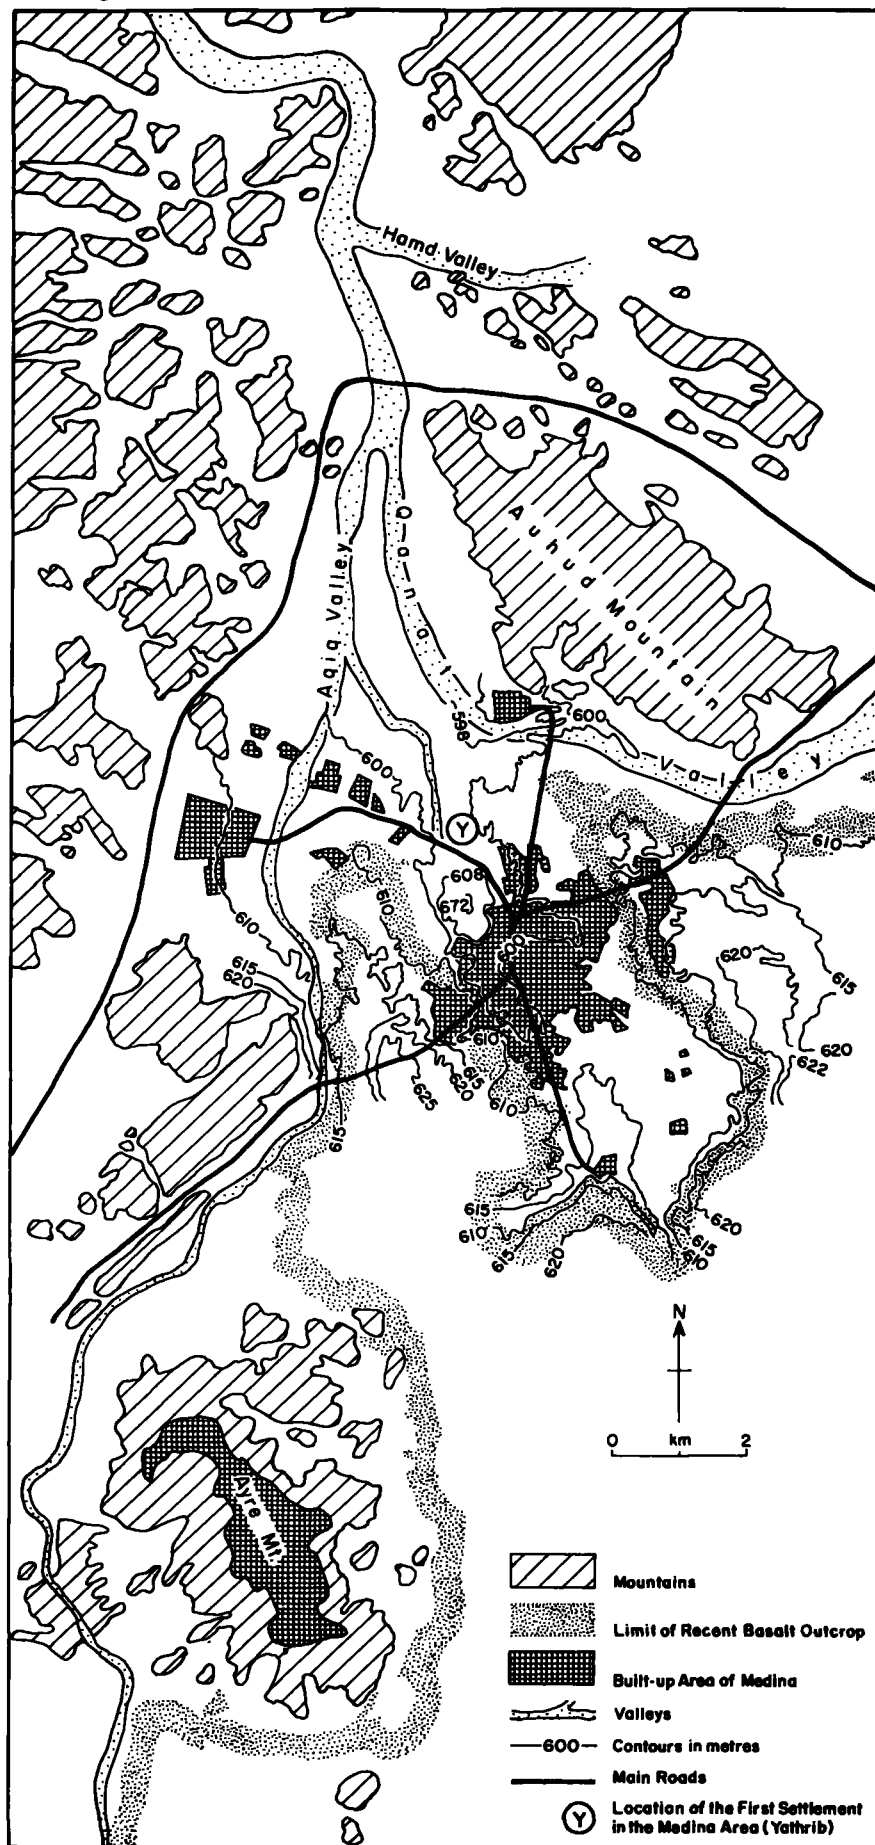 Hamd Valley
Auhud Mountain
Qanat
Aqiq Valley
600
598
Valley
600
Y
610
608
672
610
600
610
615
620
620
615
610
615
620
625
610
620
622
615
615
610
615
620
620
615
610
N
0 km 2
Ayre Mt.
Mountains
Limit of Recent Basalt Outcrop
Built-up Area of Medina
Valleys
600 Contours in metres
Main Roads
Y Location of the First Settlement
in the Medina Area (Yathrib)